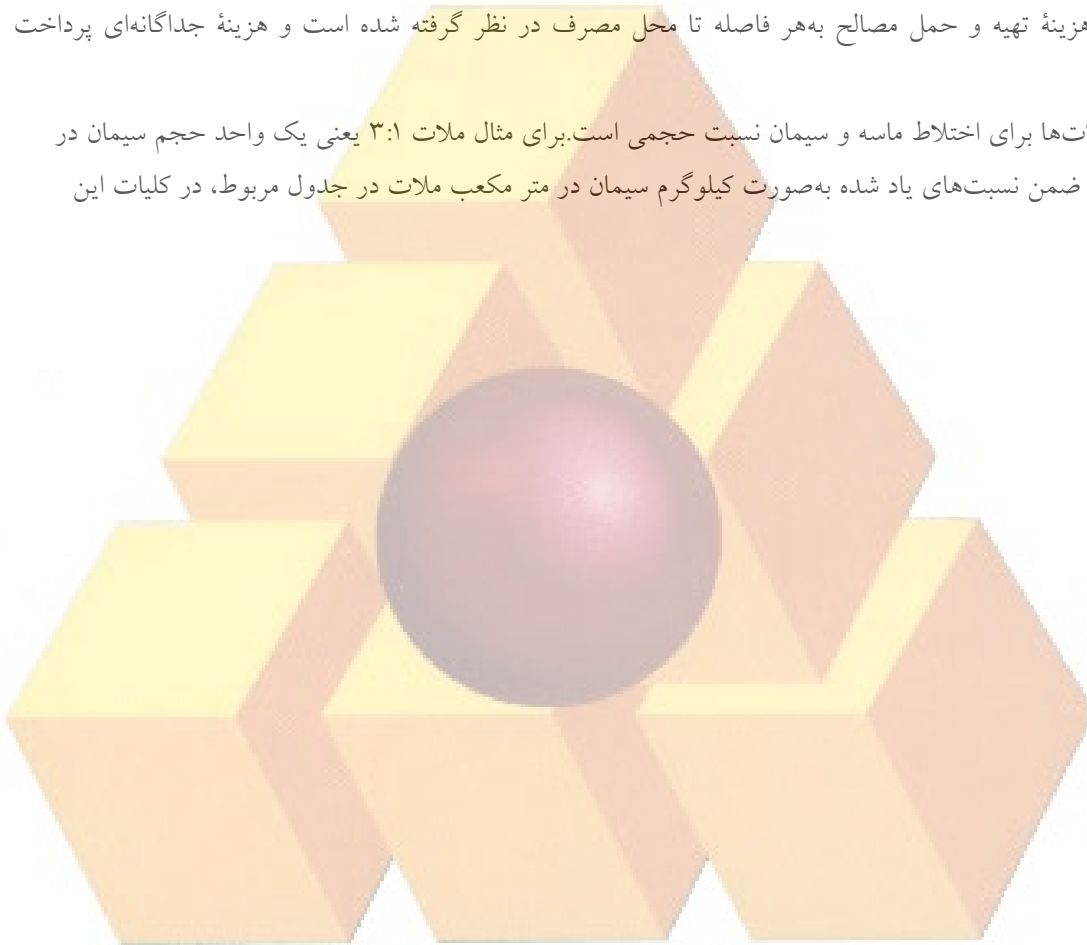 هزینهٔ تهیه و حمل مصالح به‌هر فاصله تا محل مصرف در نظر گرفته شده است و هزینهٔ جداگانه‌ای پرداخت
ت‌ها برای اختلاط ماسه و سیمان نسبت حجمی است.برای مثال ملات ۳:۱ یعنی یک واحد حجم سیمان در
ضمن نسبت‌های یاد شده به‌صورت کیلوگرم سیمان در متر مکعب ملات در جدول مربوط، در کلیات این